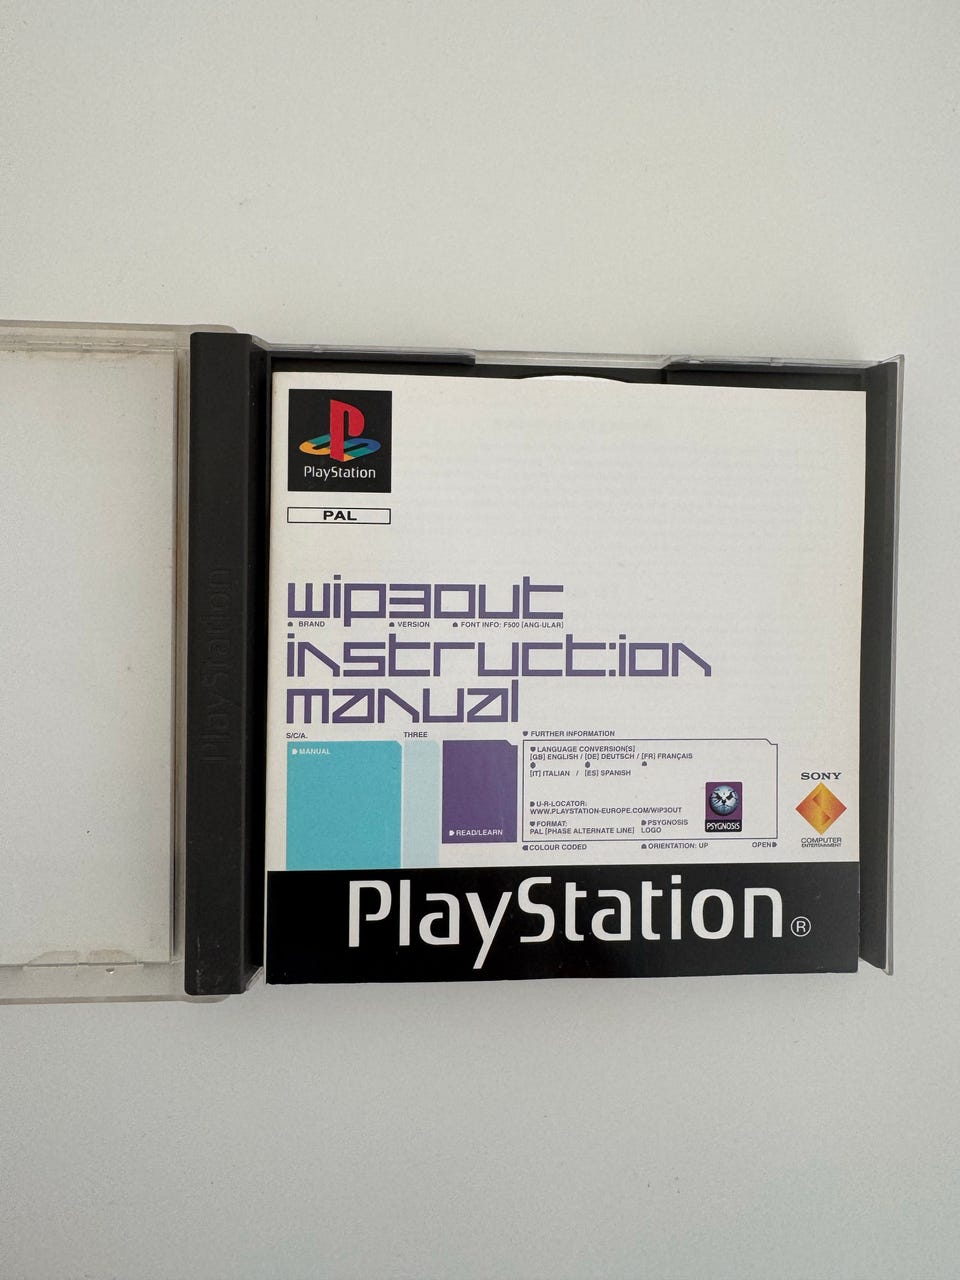 PlayStation
PlayStation
PAL
wip3out
BRAND VERSION FONT INFO: F500 [ANG-ULAR]
instruct:ion
manual
S/C/A. THREE FURTHER INFORMATION
MANUAL
LANGUAGE CONVERSION[S]
[GB] ENGLISH / [DE] DEUTSCH / [FR] FRANÇAIS
[IT] ITALIAN / [ES] SPANISH
U-R-LOCATOR:
WWW.PLAYSTATION-EUROPE.COM/WIP3OUT
FORMAT:
PAL [PHASE ALTERNATE LINE]
PSYGNOSIS
LOGO
PSYGNOSIS
READ/LEARN
COLOUR CODED ORIENTATION: UP OPEN
SONY
COMPUTER
ENTERTAINMENT
PlayStation®